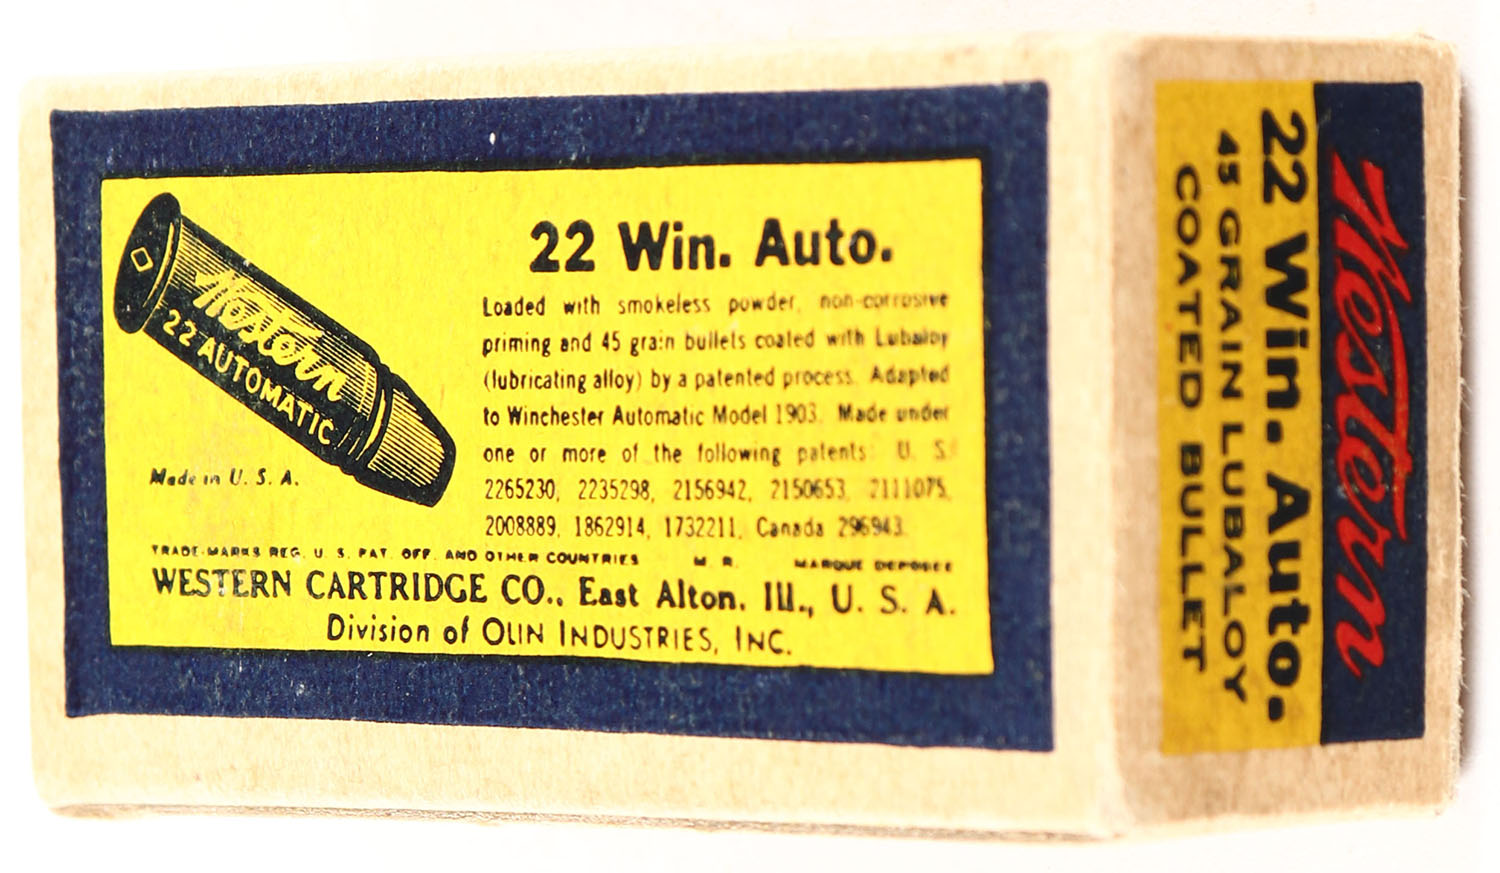 Western
22 AUTOMATIC
Made in U. S. A.
22 Win. Auto.
Loaded with smokeless powder, non-corrosive
priming and 45 grain bullets coated with Lubaloy
(lubricating alloy) by a patented process. Adapted
to Winchester Automatic Model 1903. Made under
one or more of the following patents: U. S.
2265230, 2235298, 2156942, 2150653, 2111075,
2008889, 1862914, 1732211, Canada 296943.
TRADE-MARKS REG. U. S. PAT. OFF. AND OTHER COUNTRIES M. R. MARQUE DEPOSEE
WESTERN CARTRIDGE CO., East Alton, Ill., U. S. A.
Division of OLIN INDUSTRIES, INC.
Western
22 Win. Auto.
45 GRAIN LUBALOY
COATED BULLET